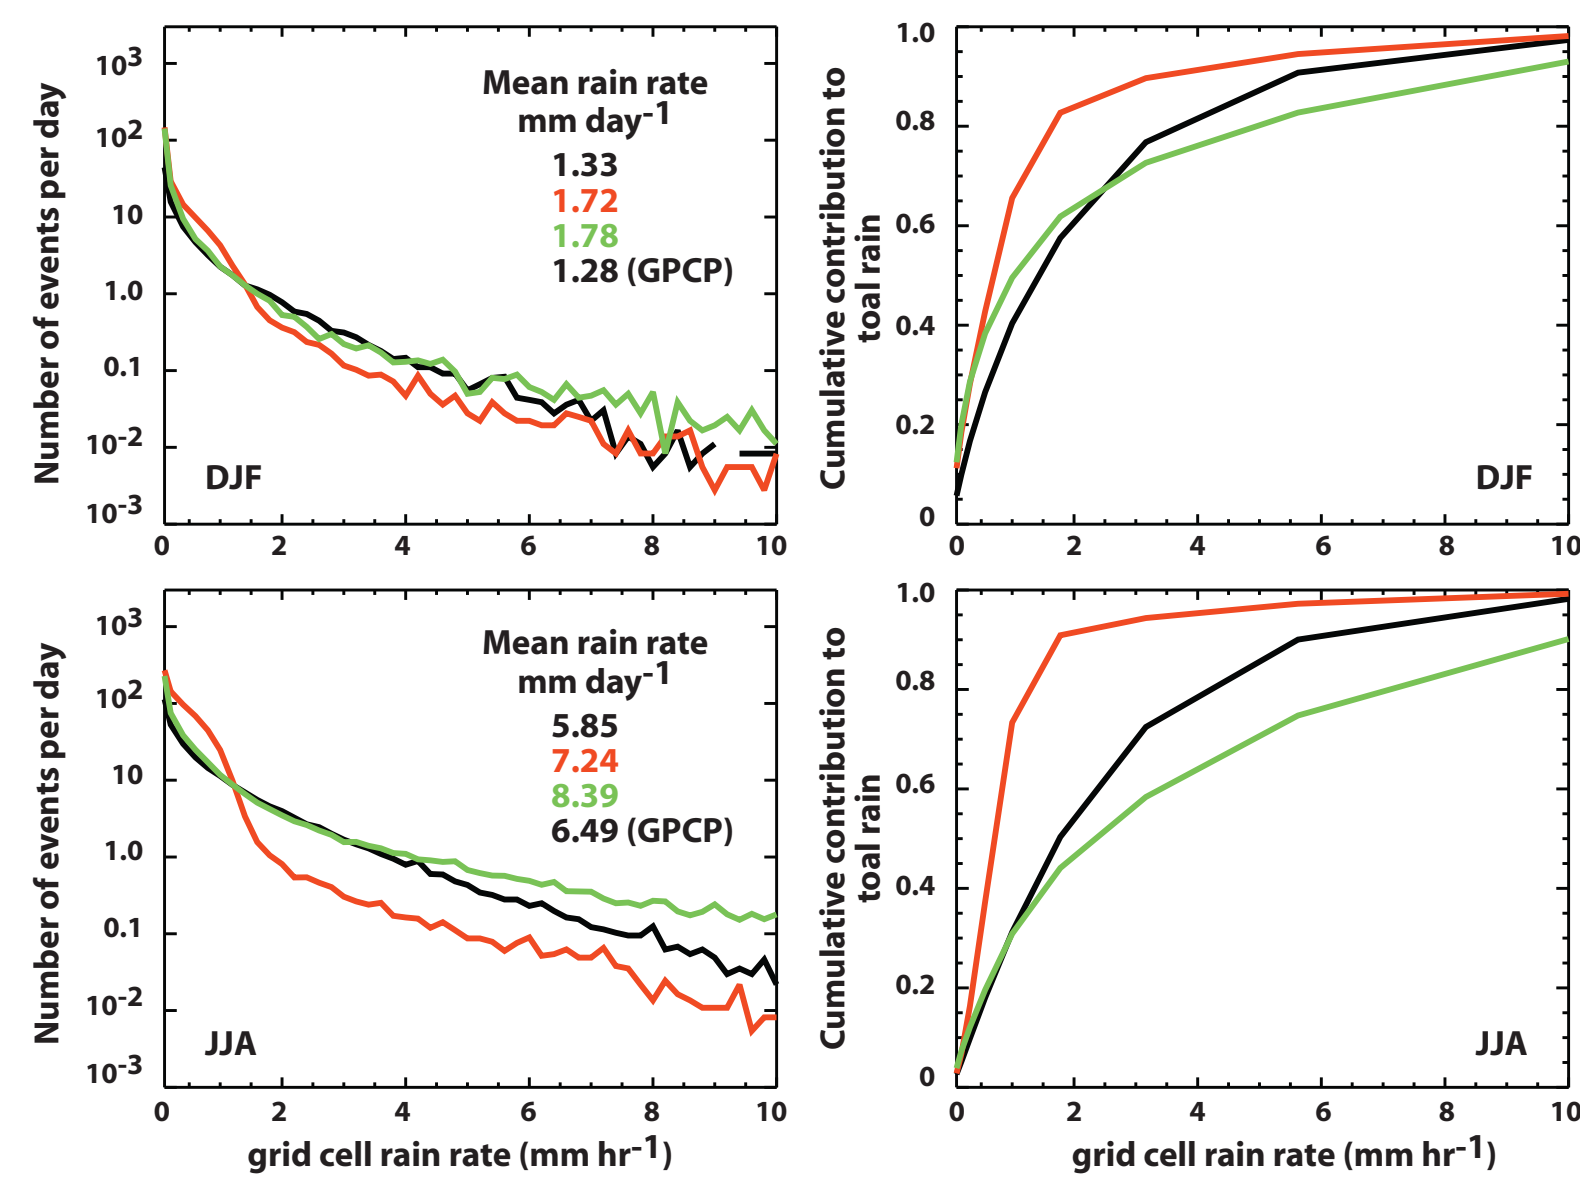 10³
10²
10
1.0
0.1
10⁻²
10⁻³
Number of events per day
Mean rain rate
mm day⁻¹
1.33
1.72
1.78
1.28 (GPCP)
DJF
0 2 4 6 8 10
1.0
0.8
0.6
0.4
0.2
0
Cumulative contribution to
toal rain
DJF
0 2 4 6 8 10
10³
10²
10
1.0
0.1
10⁻²
10⁻³
Number of events per day
Mean rain rate
mm day⁻¹
5.85
7.24
8.39
6.49 (GPCP)
JJA
0 2 4 6 8 10
grid cell rain rate (mm hr⁻¹)
1.0
0.8
0.6
0.4
0.2
0
Cumulative contribution to
toal rain
JJA
0 2 4 6 8 10
grid cell rain rate (mm hr⁻¹)